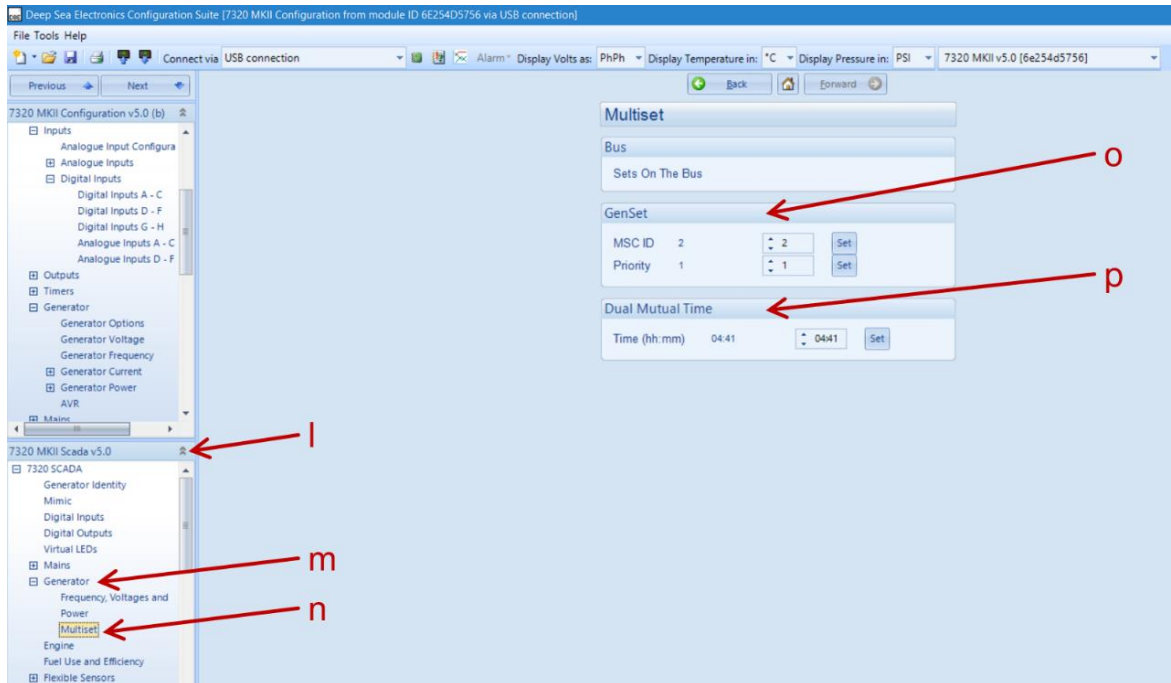 Deep Sea Electronics Configuration Suite [7320 MKII Configuration from module ID 6E254D5756 via USB connection]
File Tools Help
Connect via USB connection Alarm Display Volts as: PhPh Display Temperature in: °C Display Pressure in: PSI 7320 MKII v5.0 [6e254d5756]
Previous Next
Back Forward
7320 MKII Configuration v5.0 (b)
Inputs
Analogue Input Configura
Analogue Inputs
Digital Inputs
Digital Inputs A - C
Digital Inputs D - F
Digital Inputs G - H
Analogue Inputs A - C
Analogue Inputs D - F
Outputs
Timers
Generator
Generator Options
Generator Voltage
Generator Frequency
Generator Current
Generator Power
AVR
Mains
7320 MKII Scada v5.0
7320 SCADA
Generator Identity
Mimic
Digital Inputs
Digital Outputs
Virtual LEDs
Mains
Generator
Frequency, Voltages and
Power
Multiset
Engine
Fuel Use and Efficiency
Flexible Sensors
Multiset
Bus
Sets On The Bus
GenSet
MSC ID 2 2 Set
Priority 1 1 Set
Dual Mutual Time
Time (hh:mm) 04:41 04:41 Set
o
p
l
m
n